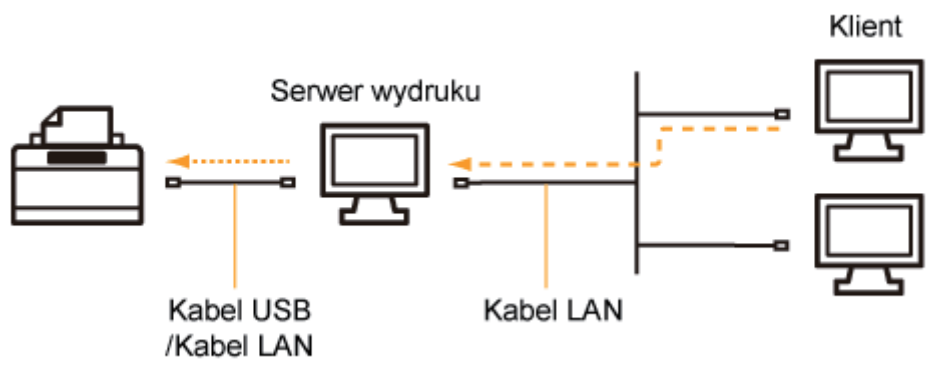 Klient
Serwer wydruku
Kabel USB
/Kabel LAN
Kabel LAN